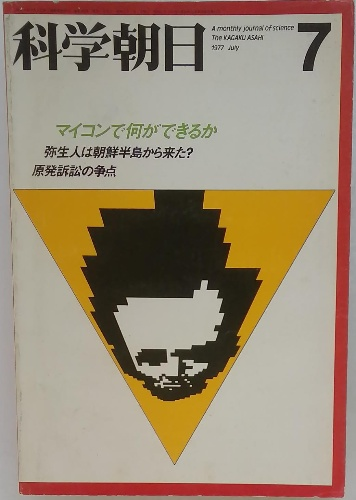 科学朝日
A monthly journal of science
The KAGAKU ASAHI
1977 July
7
マイコンで何ができるか
弥生人は朝鮮半島から来た?
原発訴訟の争点